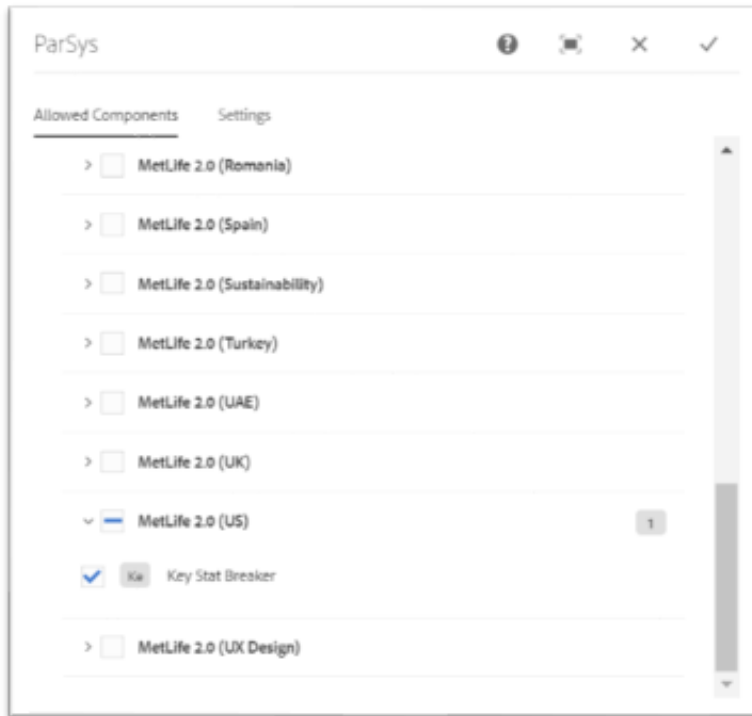 ParSys
Allowed Components Settings
MetLife 2.0 (Romania)
MetLife 2.0 (Spain)
MetLife 2.0 (Sustainability)
MetLife 2.0 (Turkey)
MetLife 2.0 (UAE)
MetLife 2.0 (UK)
MetLife 2.0 (US) 1
Ke Key Stat Breaker
MetLife 2.0 (UX Design)